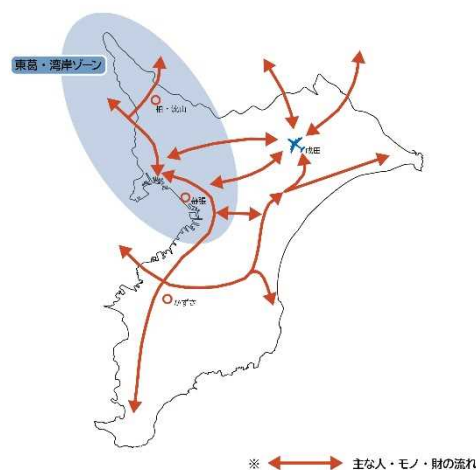 東葛・湾岸ゾーン
柏・流山
成田
幕張
かずさ
※ 主な人・モノ・財の流れ